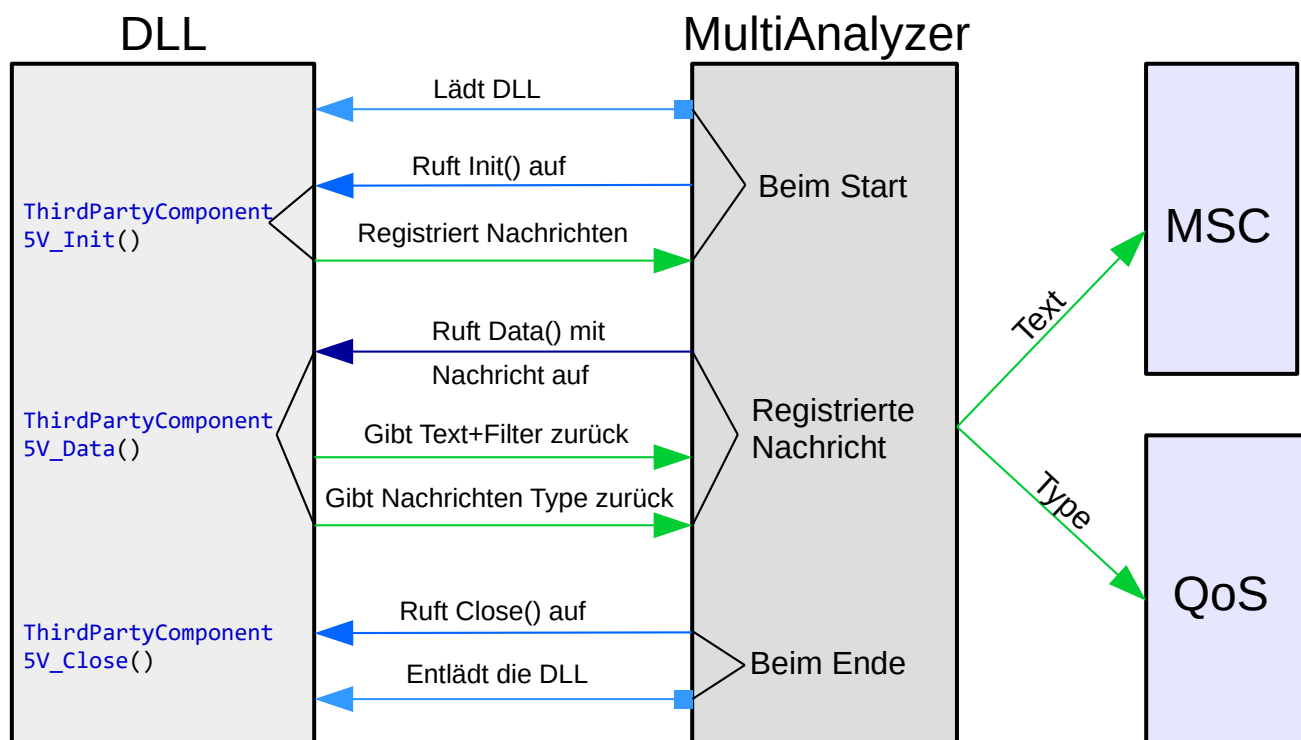 DLL
MultiAnalyzer
Lädt DLL
Ruft Init() auf
Beim Start
ThirdPartyComponent
5V_Init()
Registriert Nachrichten
MSC
Text
Ruft Data() mit
Nachricht auf
ThirdPartyComponent
5V_Data()
Gibt Text+Filter zurück
Registrierte
Nachricht
Gibt Nachrichten Type zurück
Type
QoS
Ruft Close() auf
ThirdPartyComponent
5V_Close()
Entlädt die DLL
Beim Ende